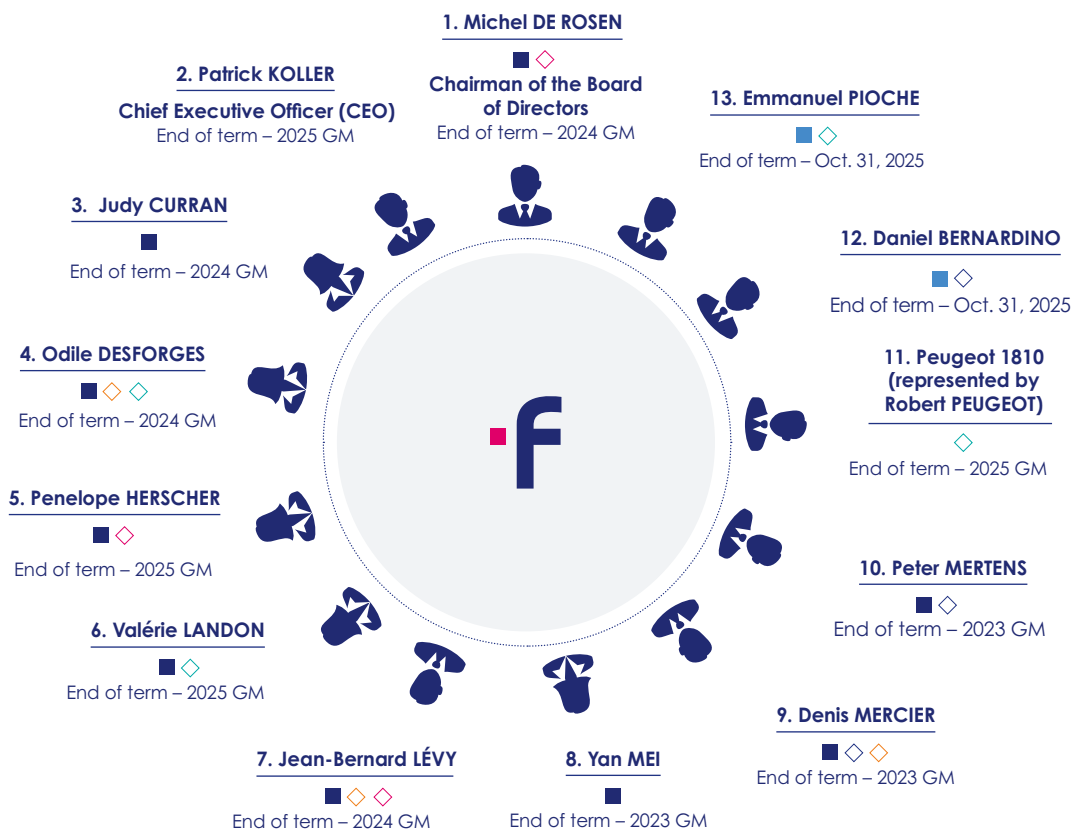 1. Michel DE ROSEN
Chairman of the Board
of Directors
End of term – 2024 GM
2. Patrick KOLLER
Chief Executive Officer (CEO)
End of term – 2025 GM
3. Judy CURRAN
End of term – 2024 GM
4. Odile DESFORGES
End of term – 2024 GM
5. Penelope HERSCHER
End of term – 2025 GM
6. Valérie LANDON
End of term – 2025 GM
7. Jean-Bernard LÉVY
End of term – 2024 GM
8. Yan MEI
End of term – 2023 GM
9. Denis MERCIER
End of term – 2023 GM
10. Peter MERTENS
End of term – 2023 GM
11. Peugeot 1810
(represented by
Robert PEUGEOT)
End of term – 2025 GM
12. Daniel BERNARDINO
End of term – Oct. 31, 2025
13. Emmanuel PIOCHE
End of term – Oct. 31, 2025
f